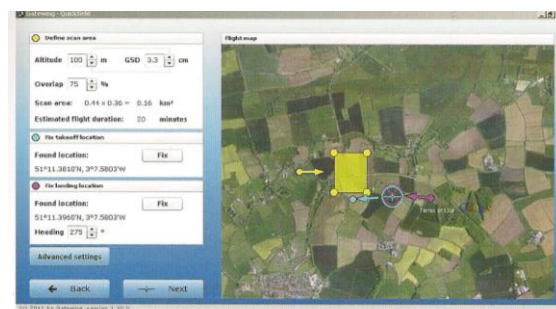 Gatewing - Quickfield
Define scan area
Altitude 100 m GSD 3.3 cm
Overlap 75 %
Scan area: 0.44 x 0.36 = 0.16 km²
Estimated flight duration: 20 minutes
Fix takeoff location
Found location: Fix
51°11.3810'N, 3°7.5803'W
Fix landing location
Found location: Fix
51°11.3960'N, 3°7.5803'W
Heading 275 °
Advanced settings
Back Next
Flight map